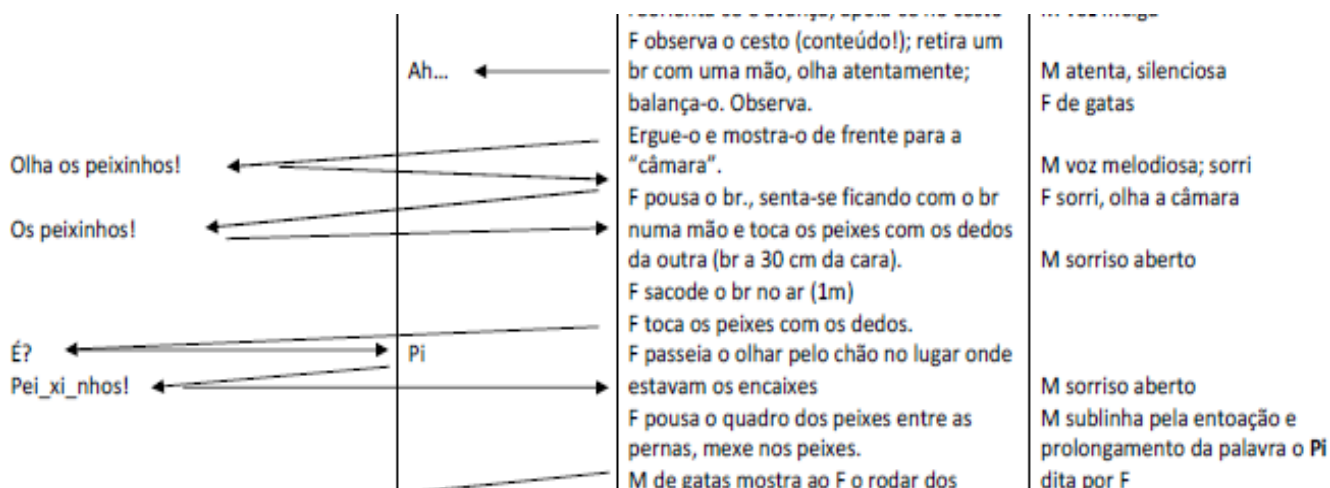 F observa o cesto (conteúdo!); retira um
Ah...
br com uma mão, olha atentamente;
M atenta, silenciosa
balança-o. Observa.
F de gatas
Ergue-o e mostra-o de frente para a
Olha os peixinhos!
“câmara”.
M voz melodiosa; sorri
F pousa o br., senta-se ficando com o br
F sorri, olha a câmara
Os peixinhos!
numa mão e toca os peixes com os dedos
da outra (br a 30 cm da cara).
M sorriso aberto
F sacode o br no ar (1m)
F toca os peixes com os dedos.
É?
Pi
F passeia o olhar pelo chão no lugar onde
Pei_xi_nhos!
estavam os encaixes
M sorriso aberto
F pousa o quadro dos peixes entre as
M sublinha pela entoação e
pernas, mexe nos peixes.
prolongamento da palavra o Pi
M de gatas mostra ao F o rodar dos
dita por F